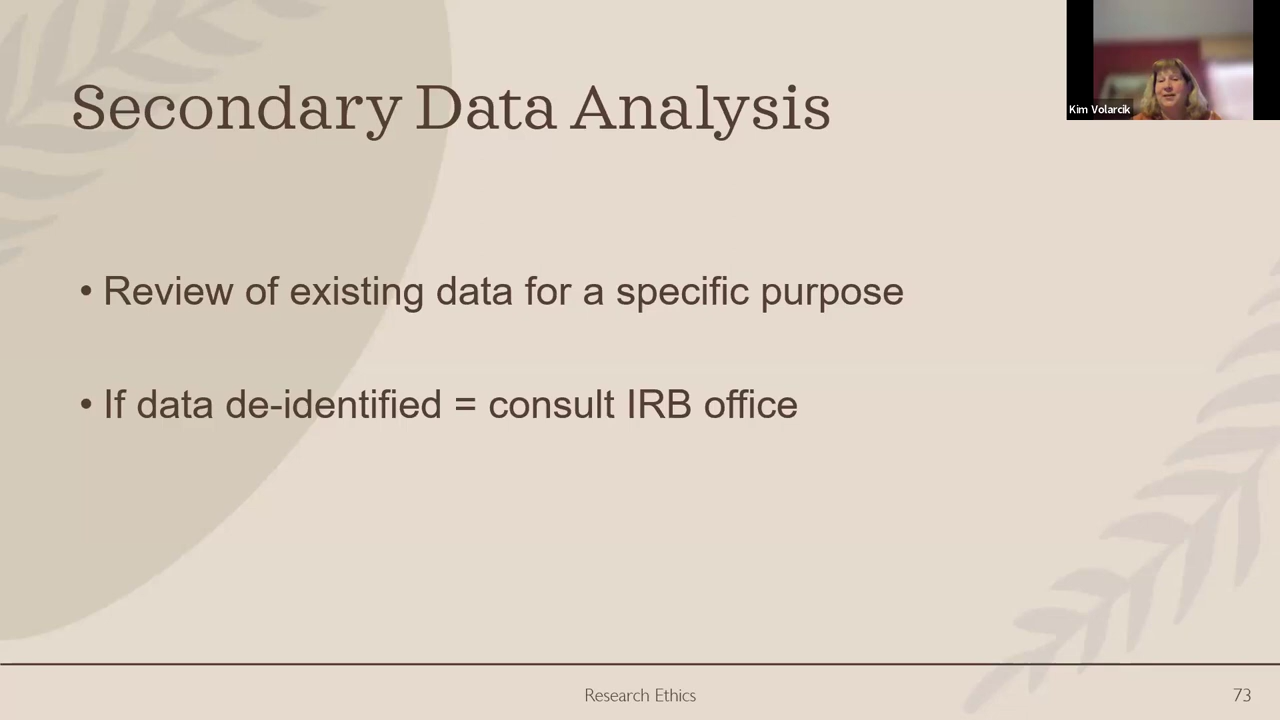 Secondary Data Analysis
Kim Volarcik
• Review of existing data for a specific purpose
• If data de-identified = consult IRB office
Research Ethics
73